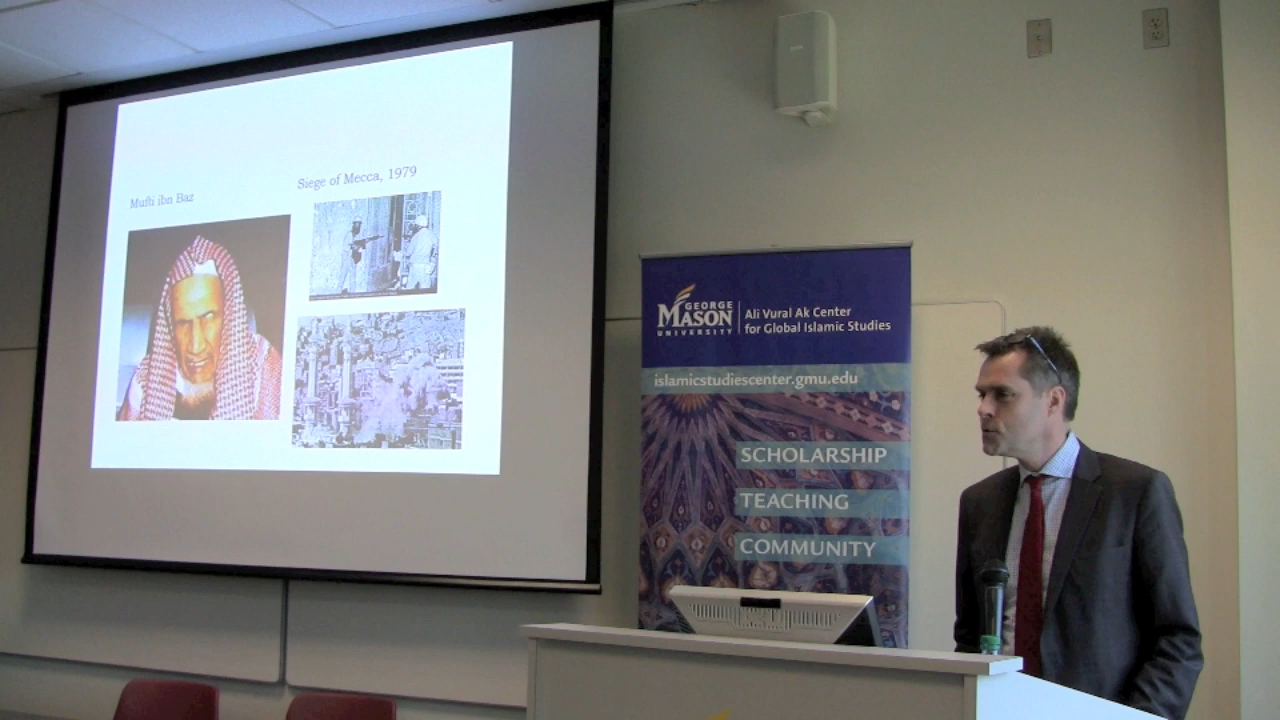 Mufti ibn Baz
Siege of Mecca, 1979
GEORGE
MASON
UNIVERSITY
Ali Vural Ak Center
for Global Islamic Studies
islamicstudiescenter.gmu.edu
SCHOLARSHIP
TEACHING
COMMUNITY